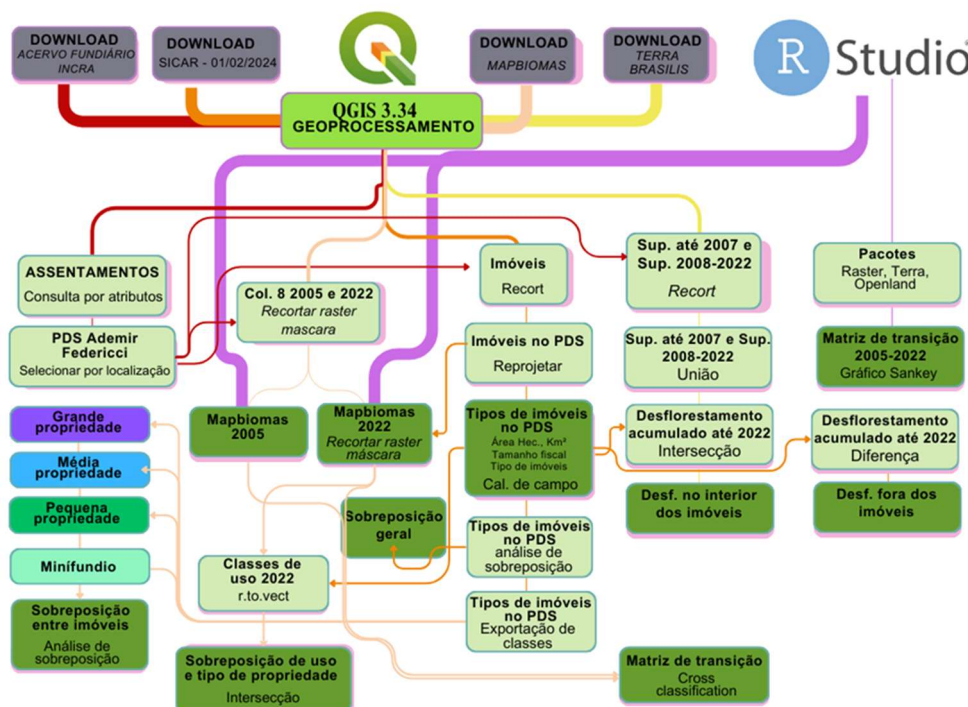 DOWNLOAD
ACERVO FUNDIÁRIO
INCRA
DOWNLOAD
SICAR - 01/02/2024
DOWNLOAD
MAPBIOMAS
DOWNLOAD
TERRA
BRASILIS
R Studio
QGIS 3.34
GEOPROCESSAMENTO
ASSENTAMENTOS
Consulta por atributos
PDS Ademir
Federicci
Selecionar por localização
Col. 8 2005 e 2022
Recortar raster
mascara
Imóveis
Recort
Sup. até 2007 e
Sup. 2008-2022
Recort
Pacotes
Raster, Terra,
Openland
Imóveis no PDS
Reprojetar
Sup. até 2007 e Sup.
2008-2022
União
Matriz de transição
2005-2022
Gráfico Sankey
Grande
propriedade
Média
propriedade
Pequena
propriedade
Minifundio
Sobreposição
entre imóveis
Análise de
sobreposição
Mapbiomas
2005
Mapbiomas
2022
Recortar raster
máscara
Tipos de imóveis
no PDS
Área Hec., Km²
Tamanho fiscal
Tipo de imóveis
Cal. de campo
Desflorestamento
acumulado até 2022
Intersecção
Desflorestamento
acumulado até 2022
Diferença
Desf. no interior
dos imóveis
Desf. fora dos
imóveis
Sobreposição
geral
Tipos de imóveis
no PDS
análise de
sobreposição
Classes de
uso 2022
r.to.vect
Tipos de imóveis
no PDS
Exportação de
classes
Sobreposição de uso
e tipo de propriedade
Intersecção
Matriz de transição
Cross
classification